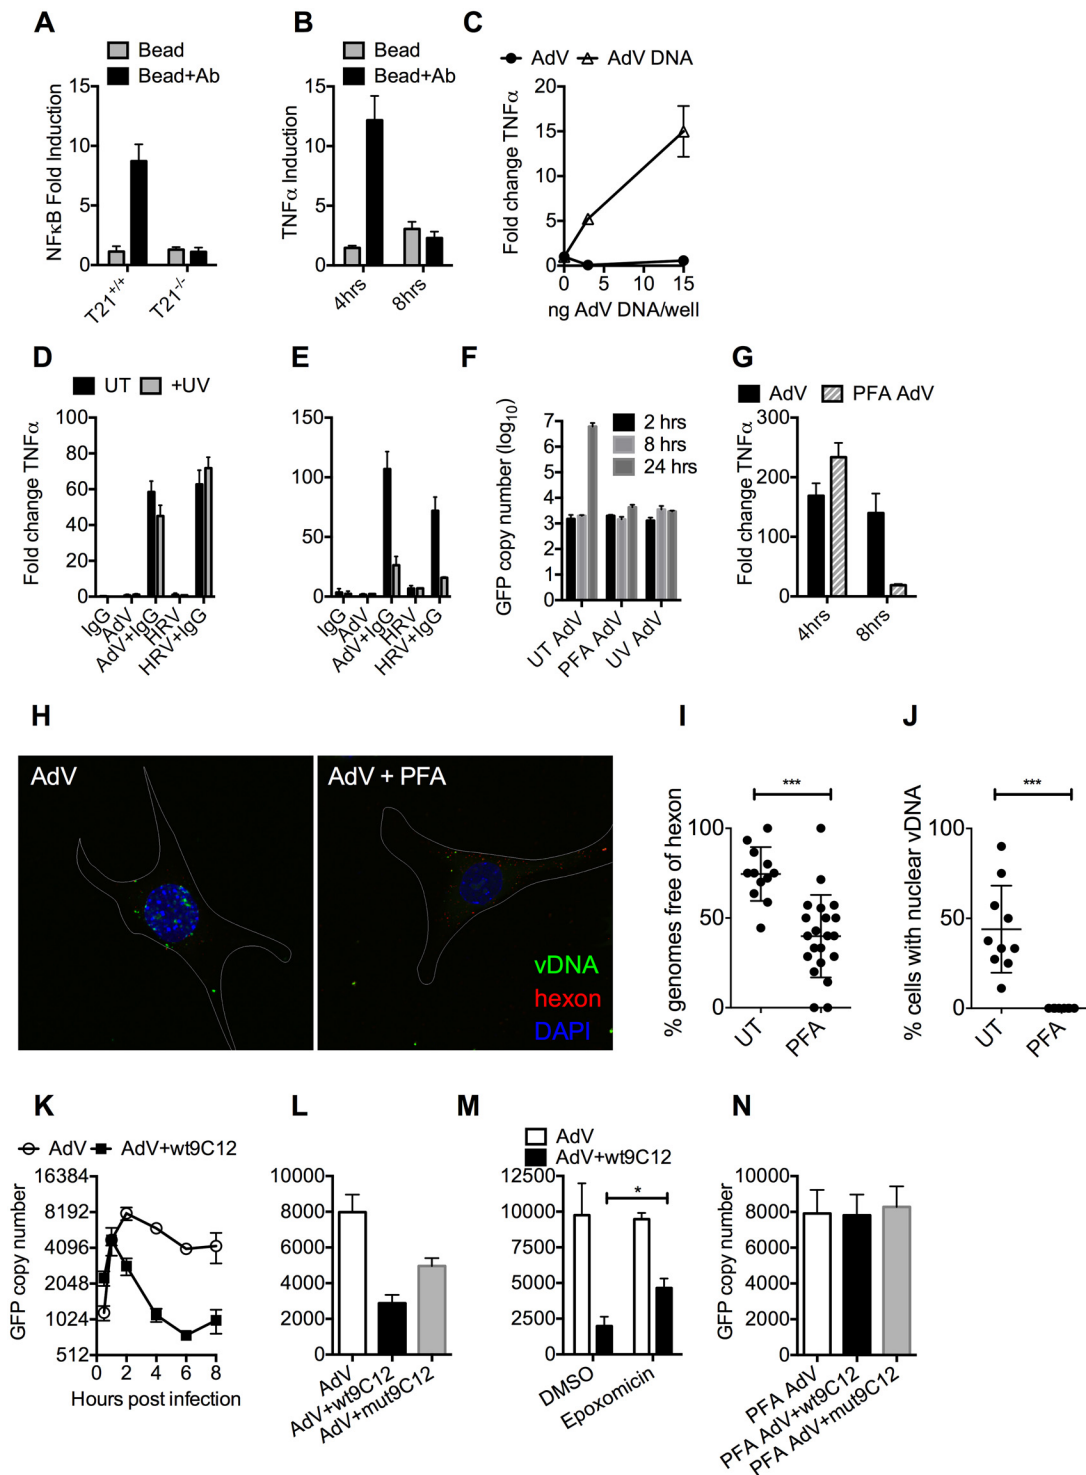 A
Bead
Bead+Ab
NFκB Fold Induction
15
10
5
0
T21+/+
T21-/-
B
Bead
Bead+Ab
TNFα Induction
15
10
5
0
4hrs
8hrs
C
AdV
AdV DNA
Fold change TNFα
20
15
10
5
0
0 5 10 15
ng AdV DNA/well
D
UT
+UV
Fold change TNFα
100
80
60
40
20
0
IgG
AdV
AdV+IgG
HRV
HRV+IgG
E
150
100
50
0
IgG
AdV
AdV+IgG
HRV
HRV+IgG
F
GFP copy number (log10)
7
6
5
4
3
2
1
0
2 hrs
8 hrs
24 hrs
UT AdV
PFA AdV
UV AdV
G
AdV
PFA AdV
Fold change TNFα
300
200
100
0
4hrs
8hrs
H
AdV
AdV + PFA
vDNA
hexon
DAPI
I
% genomes free of hexon
***
100
50
0
UT
PFA
J
% cells with nuclear vDNA
***
100
50
0
UT
PFA
K
AdV
AdV+wt9C12
GFP copy number
16384
8192
4096
2048
1024
512
0 2 4 6 8
Hours post infection
L
10000
8000
6000
4000
2000
0
AdV
AdV+wt9C12
AdV+mut9C12
M
AdV
AdV+wt9C12
*
12500
10000
7500
5000
2500
0
DMSO
Epoxomicin
N
GFP copy number
10000
8000
6000
4000
2000
0
PFA AdV
PFA AdV+wt9C12
PFA AdV+mut9C12